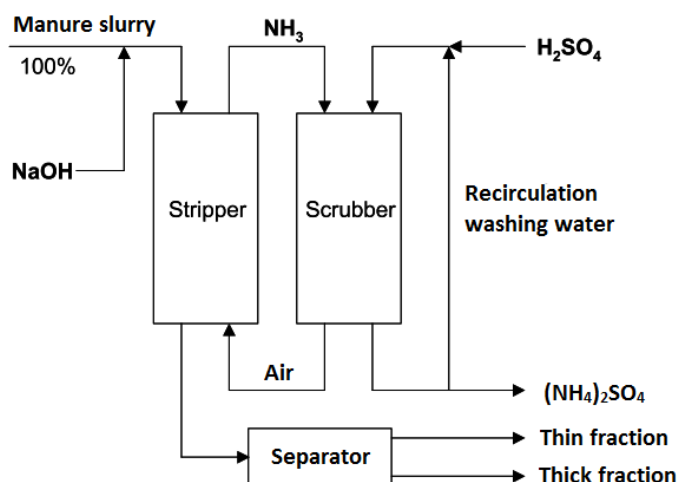 Manure slurry
100%
NH₃
H₂SO₄
NaOH
Stripper
Scrubber
Recirculation
washing water
Air
(NH₄)₂SO₄
Separator
Thin fraction
Thick fraction